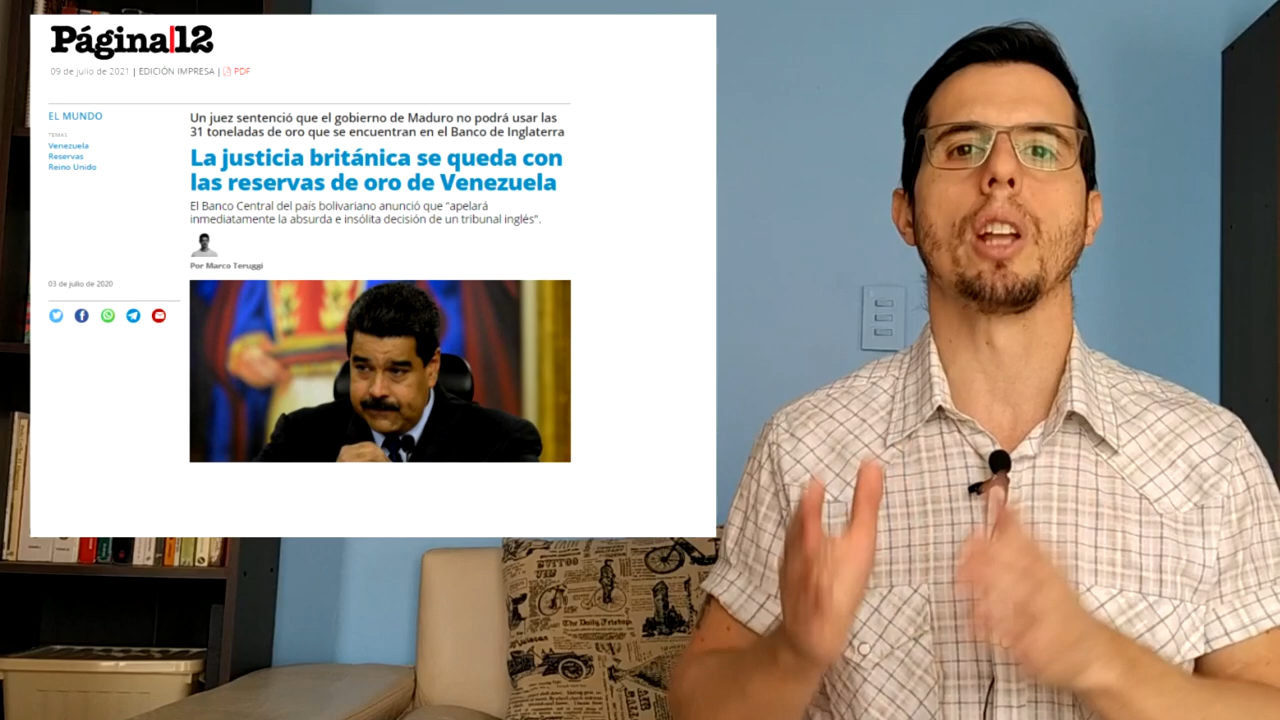 Página|12
09 de julio de 2021 | EDICIÓN IMPRESA | PDF
EL MUNDO
TEMAS
Venezuela
Reservas
Reino Unido
Un juez sentenció que el gobierno de Maduro no podrá usar las
31 toneladas de oro que se encuentran en el Banco de Inglaterra
La justicia británica se queda con
las reservas de oro de Venezuela
El Banco Central del país bolivariano anunció que "apelará
inmediatamente la absurda e insólita decisión de un tribunal inglés".
Por Marco Teruggi
03 de julio de 2020
The Daily Frietop